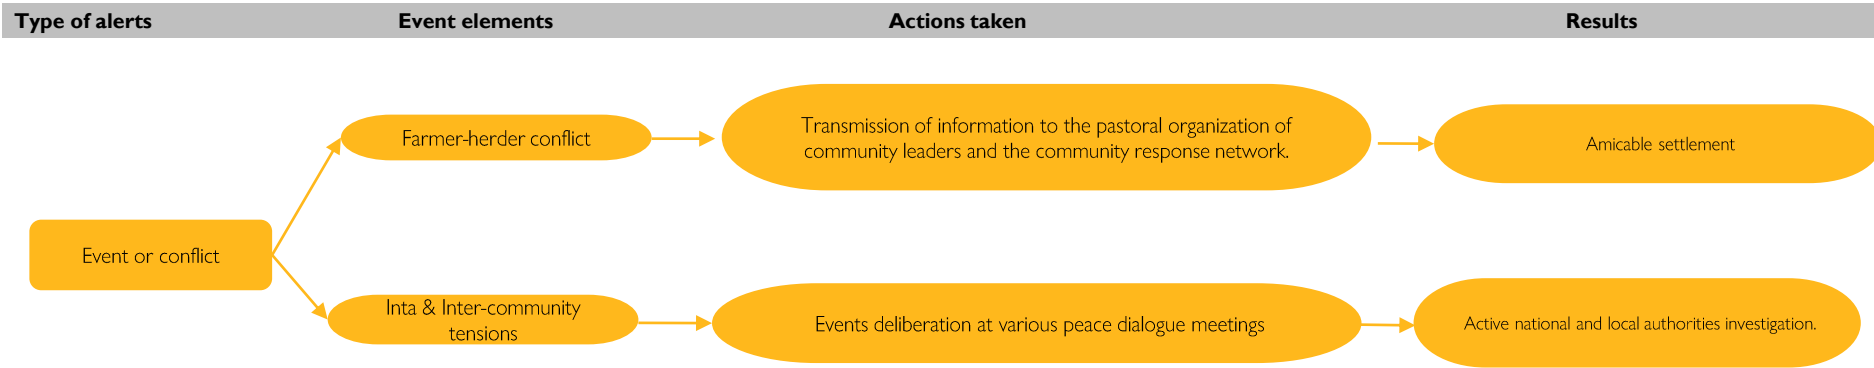 Type of alerts
Event elements
Actions taken
Results
Farmer-herder conflict
Transmission of information to the pastoral organization of
community leaders and the community response network.
Amicable settlement
Event or conflict
Inta & Inter-community
tensions
Events deliberation at various peace dialogue meetings
Active national and local authorities investigation.